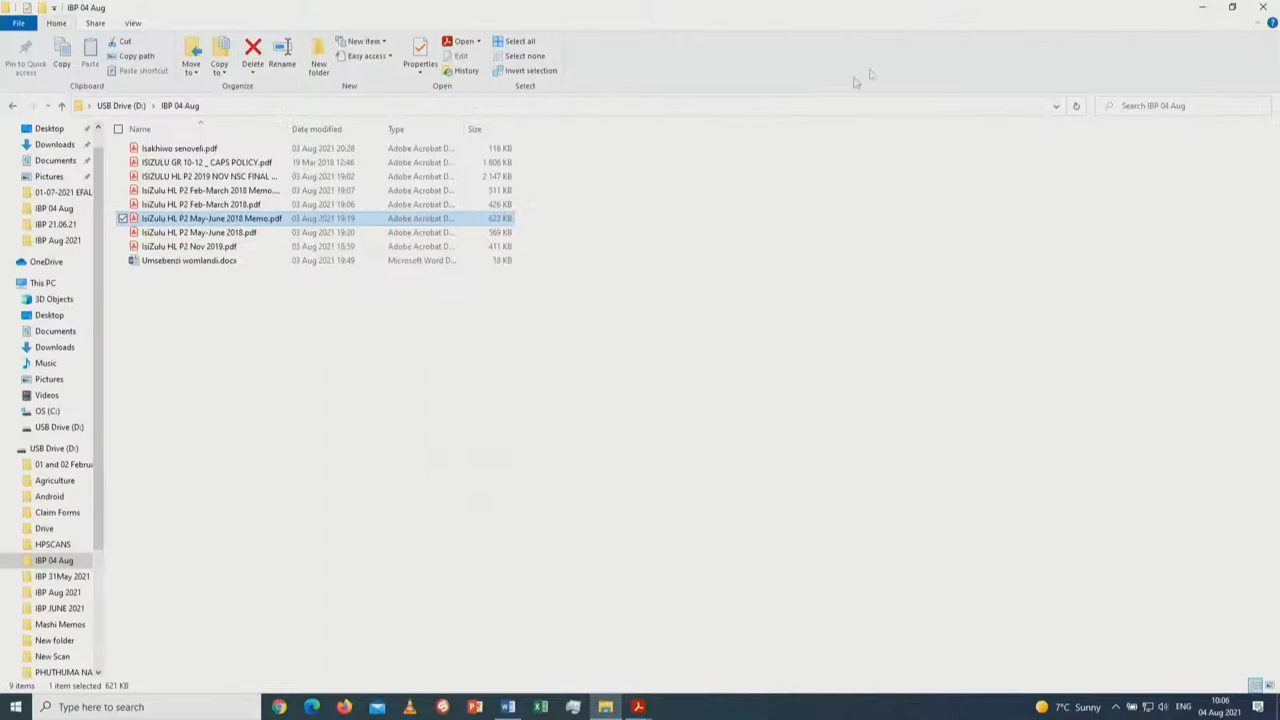 IBP 04 Aug
File Home Share View
Pin to Quick access
Copy
Paste
Cut
Copy path
Paste shortcut
Clipboard
Move to
Copy to
Delete
Rename
Organize
New folder
New item
Easy access
New
Properties
Open
Edit
History
Open
Select all
Select none
Invert selection
Select
USB Drive (D:) IBP 04 Aug
Search IBP 04 Aug
Name Date modified Type Size
Isakhiwo senoveli.pdf 03 Aug 2021 20:28 Adobe Acrobat D... 116 KB
ISIZULU GR 10-12 _ CAPS POLICY.pdf 19 Mar 2018 12:46 Adobe Acrobat D... 1 606 KB
ISIZULU HL P2 2019 NOV NSC FINAL ... 03 Aug 2021 19:02 Adobe Acrobat D... 2 147 KB
IsiZulu HL P2 Feb-March 2018 Memo.... 03 Aug 2021 19:07 Adobe Acrobat D... 511 KB
IsiZulu HL P2 Feb-March 2018.pdf 03 Aug 2021 19:06 Adobe Acrobat D... 426 KB
IsiZulu HL P2 May-June 2018 Memo.pdf 03 Aug 2021 19:19 Adobe Acrobat D... 622 KB
IsiZulu HL P2 May-June 2018.pdf 03 Aug 2021 19:20 Adobe Acrobat D... 569 KB
IsiZulu HL P2 Nov 2019.pdf 03 Aug 2021 18:59 Adobe Acrobat D... 411 KB
Umsebenzi womlandi.docx 03 Aug 2021 19:49 Microsoft Word D... 18 KB
Desktop
Downloads
Documents
Pictures
01-07-2021 EFAL
IBP 04 Aug
IBP 21.06.21
IBP Aug 2021
OneDrive
This PC
3D Objects
Desktop
Documents
Downloads
Music
Pictures
Videos
OS (C:)
USB Drive (D:)
USB Drive (D:)
01 and 02 Februa
Agriculture
Android
Claim Forms
Drive
HPSCANS
IBP 04 Aug
IBP 31May 2021
IBP Aug 2021
IBP JUNE 2021
Mashi Memos
New folder
New Scan
PHUTHUMA NA
9 items 1 item selected 621 KB
Type here to search
7°C Sunny
ENG
10:06
04 Aug 2021